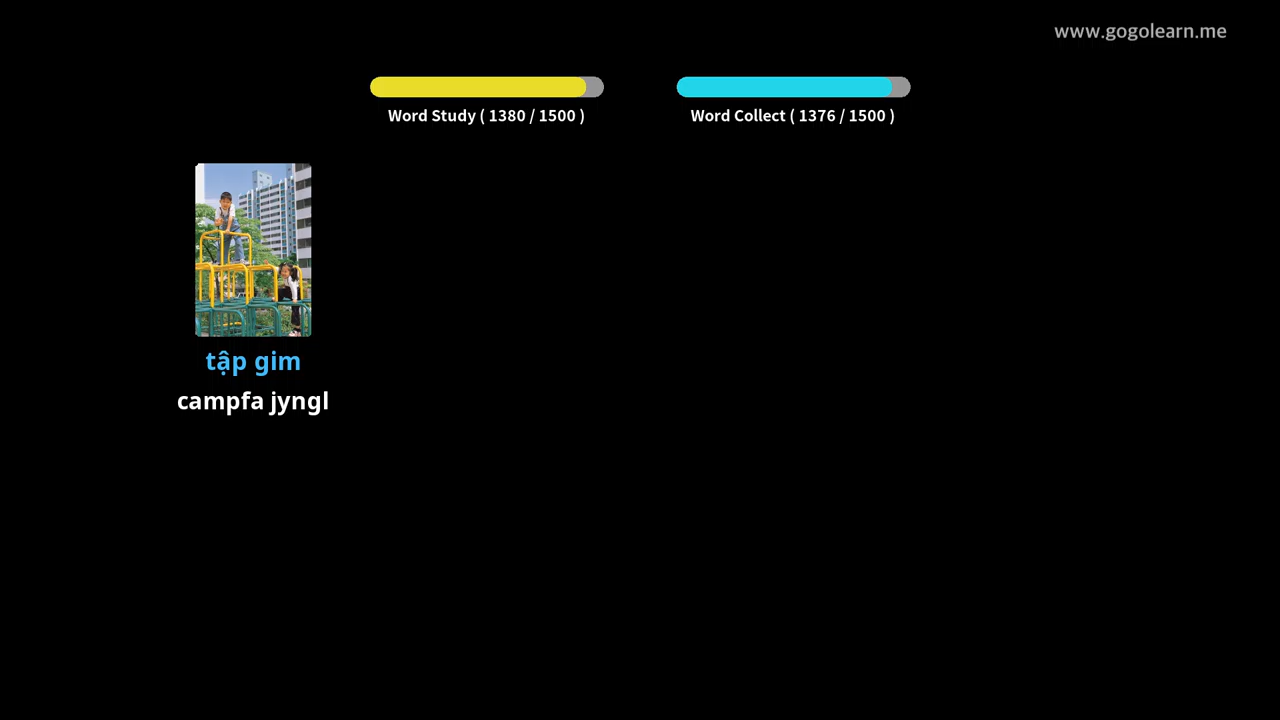 www.gogolearn.me
Word Study ( 1380 / 1500 )
Word Collect ( 1376 / 1500 )
tập gim
campfa jyngl